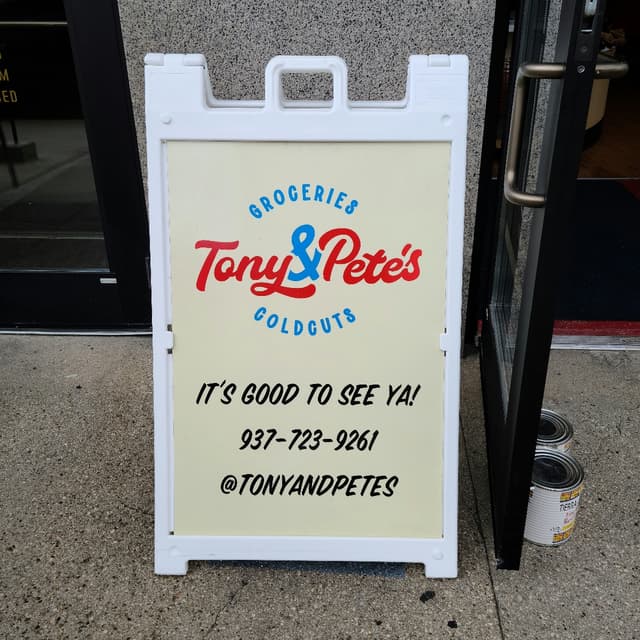 GROCERIES
Tony & Pete's
COLDCUTS
IT'S GOOD TO SEE YA!
937-723-9261
@TONYANDPETES